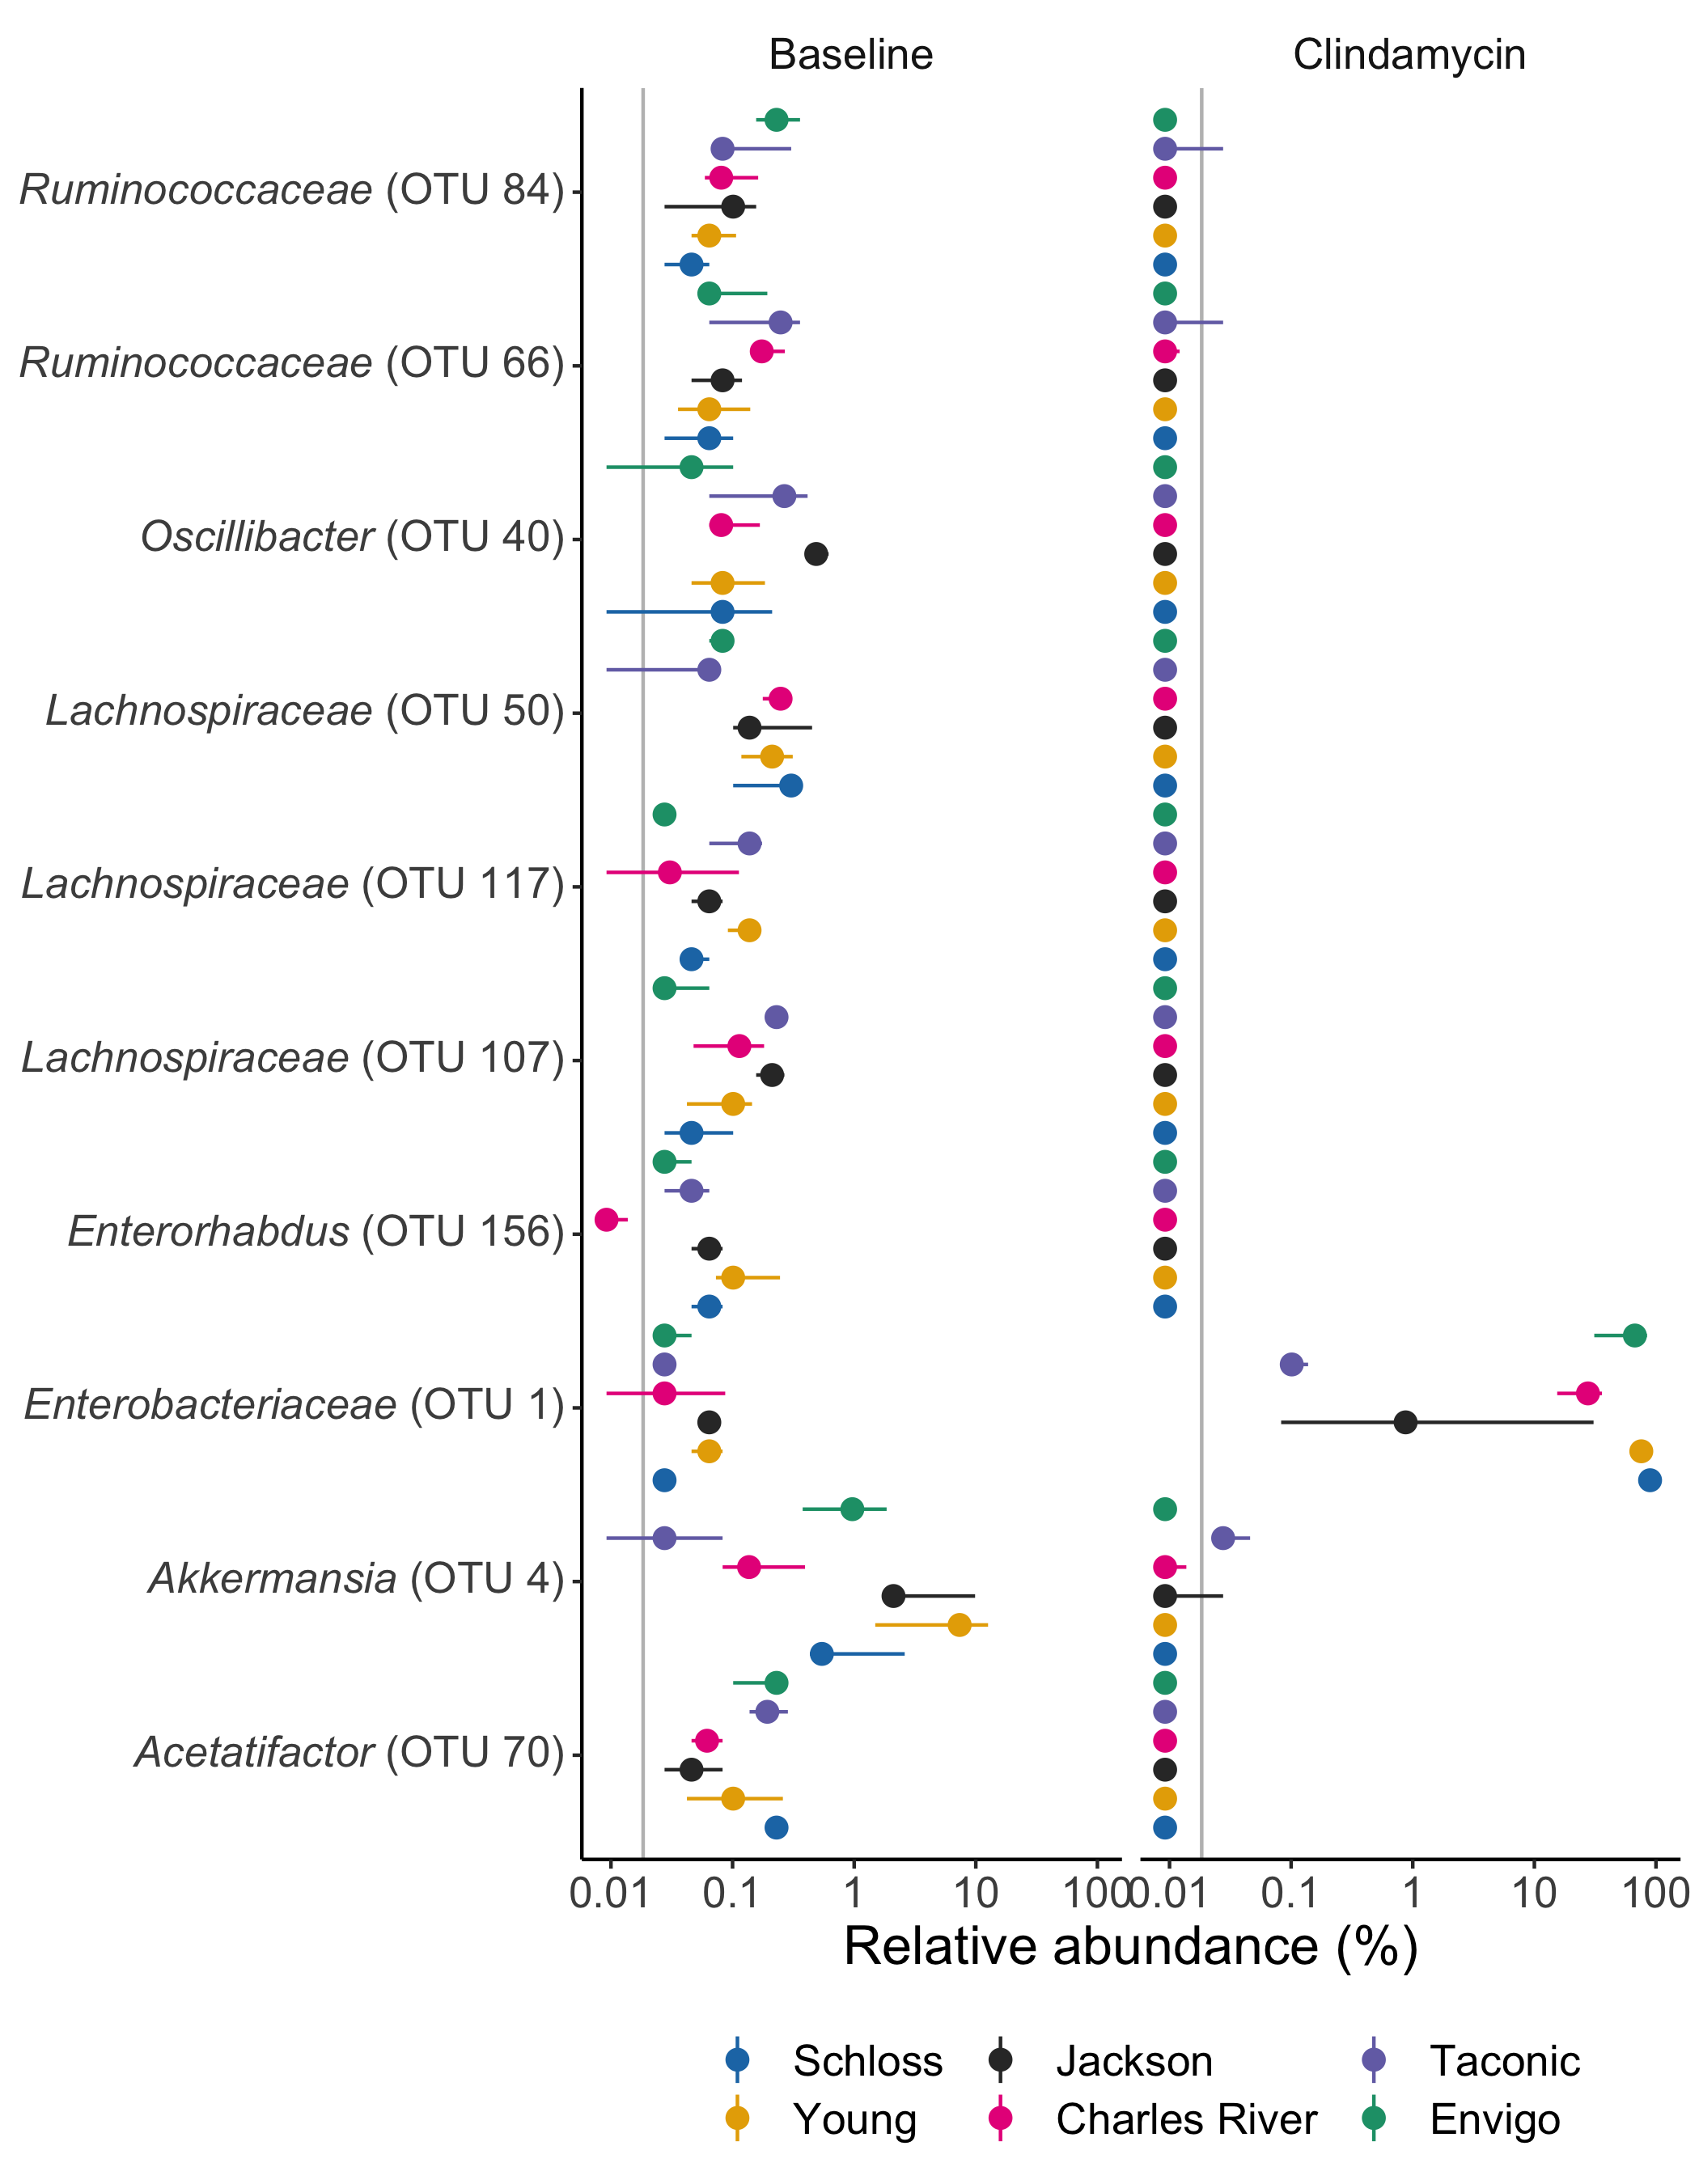 Baseline Clindamycin
Ruminococcaceae (OTU 84)
Ruminococcaceae (OTU 66)
Oscillibacter (OTU 40)
Lachnospiraceae (OTU 50)
Lachnospiraceae (OTU 117)
Lachnospiraceae (OTU 107)
Enterorhabdus (OTU 156)
Enterobacteriaceae (OTU 1)
Akkermansia (OTU 4)
Acetatifactor (OTU 70)
0.01 0.1 1 10 100 0.01 0.1 1 10 100
Relative abundance (%)
Schloss Jackson Taconic
Young Charles River Envigo